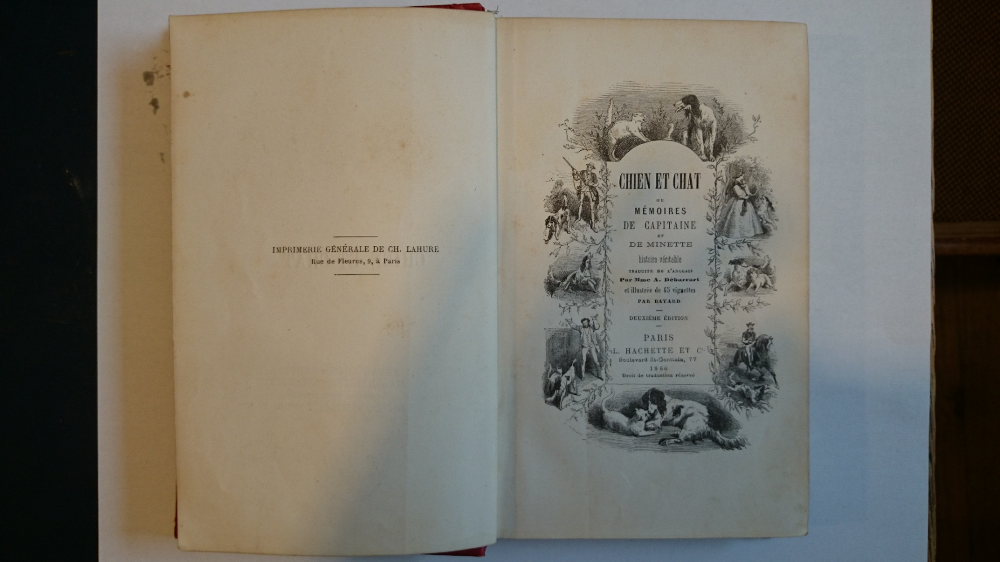 IMPRIMERIE GÉNÉRALE DE CH. LAHURE
Rue de Fleurus, 9, à Paris
CHIEN ET CHAT
OU
MÉMOIRES
DE CAPITAINE
ET
DE MINETTE
histoire véritable
TRADUITE DE L'ANGLAIS
Par Mme A. Débarrart
et illustrée de 45 vignettes
PAR BAYARD
DEUXIÈME ÉDITION
PARIS
L. HACHETTE ET Cie
Boulevard St-Germain, 77
1866
Droit de traduction réservé